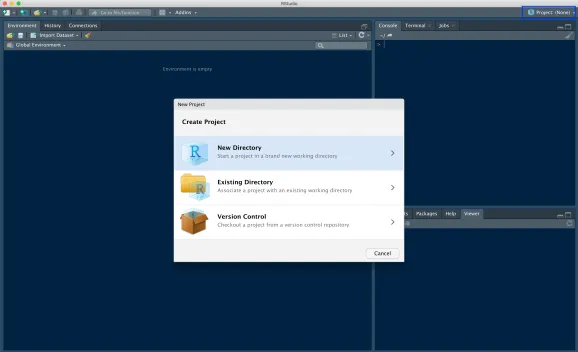 RStudio
Go to file/function
Addins
Project: (None)
Environment
History
Connections
Import Dataset
List
Global Environment
Environment is empty
Console
Terminal
Jobs
~/
>
New Project
Create Project
New Directory
Start a project in a brand new working directory
Existing Directory
Associate a project with an existing working directory
Version Control
Checkout a project from a version control repository
Cancel
Packages
Help
Viewer